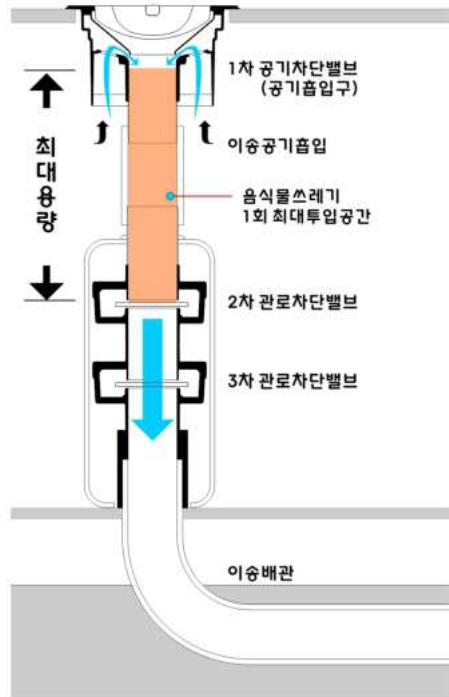 1차 공기차단밸브
(공기흡입구)
최대용량
이송공기흡입
음식물쓰레기
1회 최대투입공간
2차 관로차단밸브
3차 관로차단밸브
이송배관